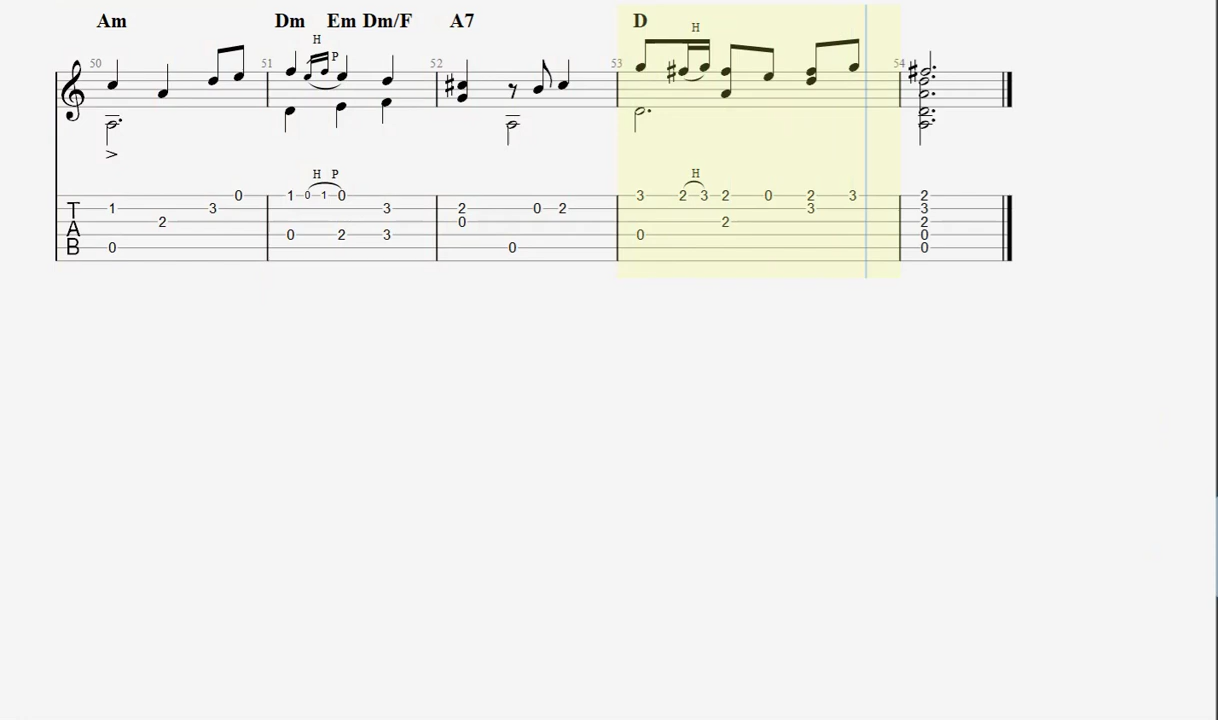 Am Dm Em Dm/F A7 D
H P H
50 51 52 53 54
H P H
1 0 1 0 3 2 0 2 3 2 3 2 0 2 3 2
1 3 3 2 0 2 3 3
T
2 0 2 2
A
0 2 3 0 0
B
0 0 0